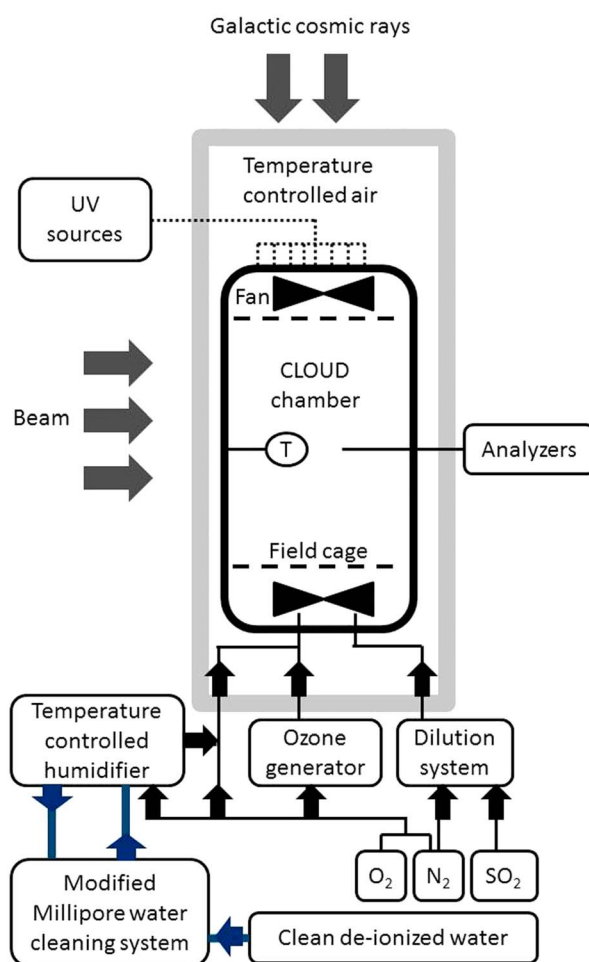 Galactic cosmic rays
Temperature
controlled air
UV
sources
Fan
CLOUD
chamber
Beam
T
Analyzers
Field cage
Temperature
controlled
humidifier
Ozone
generator
Dilution
system
O₂
N₂
SO₂
Modified
Millipore water
cleaning system
Clean de-ionized water